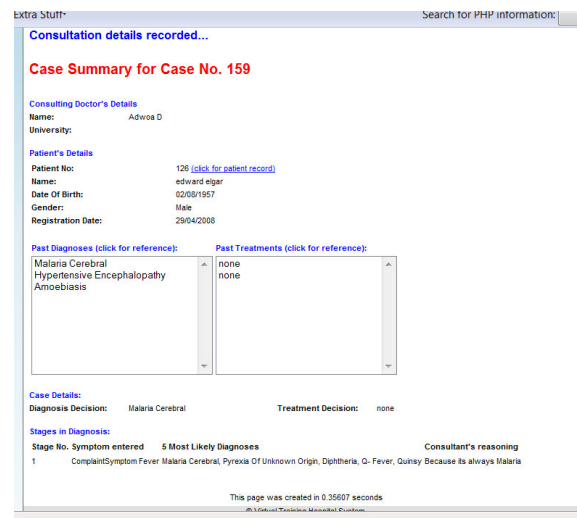 Extra Stuff▾ Search for PHP information:
Consultation details recorded...
Case Summary for Case No. 159
Consulting Doctor's Details
Name: Adwoa D
University:
Patient's Details
Patient No: 126 (click for patient record)
Name: edward elgar
Date Of Birth: 02/08/1957
Gender: Male
Registration Date: 29/04/2008
Past Diagnoses (click for reference): Past Treatments (click for reference):
Malaria Cerebral none
Hypertensive Encephalopathy none
Amoebiasis
Case Details:
Diagnosis Decision: Malaria Cerebral Treatment Decision: none
Stages in Diagnosis:
Stage No. Symptom entered 5 Most Likely Diagnoses Consultant's reasoning
1 ComplaintSymptom Fever Malaria Cerebral, Pyrexia Of Unknown Origin, Diphtheria, Q- Fever, Quinsy Because its always Malaria
This page was created in 0.35607 seconds
© Virtual Training Hospital System